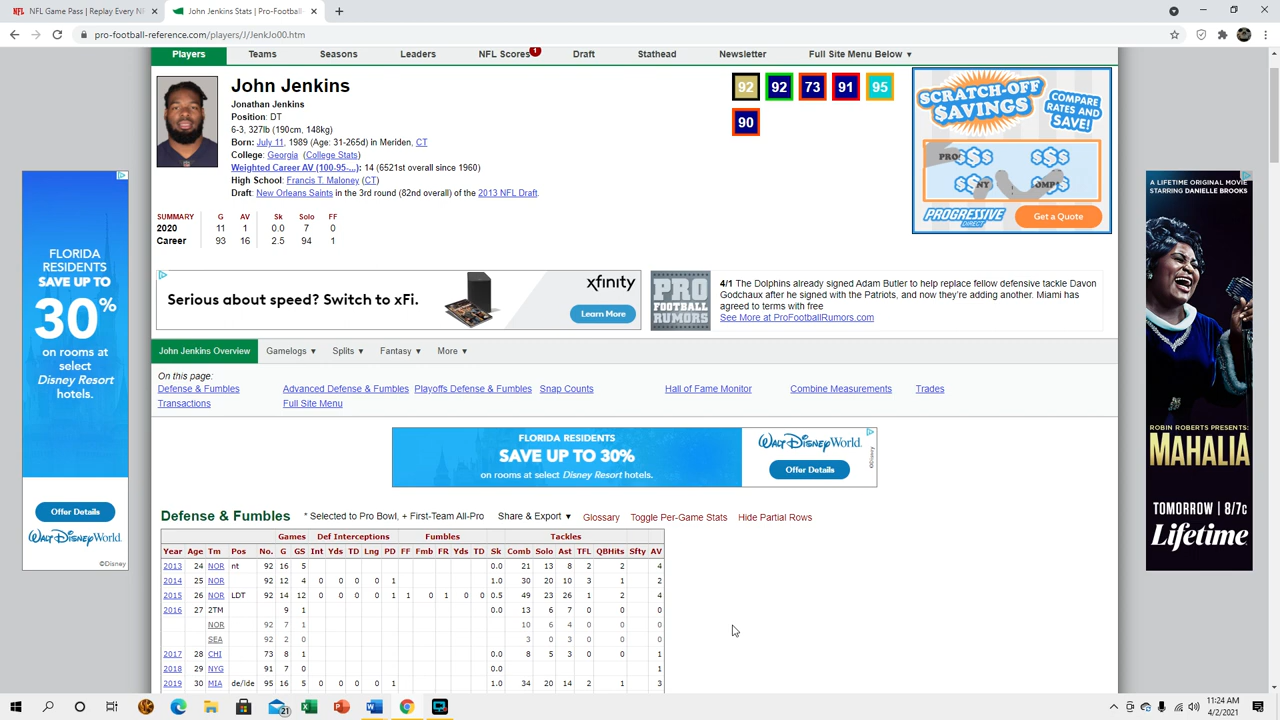 NFL Game Pass | Replay Every NF
John Jenkins Stats | Pro-Football
pro-football-reference.com/players/J/JenkJo00.htm
Players Teams Seasons Leaders NFL Scores 1 Draft Stathead Newsletter Full Site Menu Below ▼
John Jenkins
Jonathan Jenkins
Position: DT
6-3, 327lb (190cm, 148kg)
Born: July 11, 1989 (Age: 31-265d) in Meriden, CT
College: Georgia (College Stats)
Weighted Career AV (100-95-...): 14 (6521st overall since 1960)
High School: Francis T. Maloney (CT)
Draft: New Orleans Saints in the 3rd round (82nd overall) of the 2013 NFL Draft.
92 92 73 91 95
90
SUMMARY G AV Sk Solo FF
2020 11 1 0.0 7 0
Career 93 16 2.5 94 1
SCRATCH-OFF
$AVINGS
COMPARE
RATES AND
SAVE!
PRO
PROGRESSIVE
DIRECT
Get a Quote
Serious about speed? Switch to xFi.
xfinity
Learn More
PRO
FOOTBALL
RUMORS
4/1 The Dolphins already signed Adam Butler to help replace fellow defensive tackle Davon
Godchaux after he signed with the Patriots, and now they're adding another. Miami has
agreed to terms with free
See More at ProFootballRumors.com
John Jenkins Overview Gamelogs ▼ Splits ▼ Fantasy ▼ More ▼
On this page:
Defense & Fumbles Advanced Defense & Fumbles Playoffs Defense & Fumbles Snap Counts Hall of Fame Monitor Combine Measurements Trades
Transactions Full Site Menu
FLORIDA RESIDENTS
SAVE UP TO 30%
on rooms at select Disney Resort hotels.
Walt Disney World.
Offer Details
©Disney
Defense & Fumbles * Selected to Pro Bowl, + First-Team All-Pro Share & Export ▼ Glossary Toggle Per-Game Stats Hide Partial Rows
Games Def Interceptions Fumbles Tackles
Year Age Tm Pos No. G GS Int Yds TD Lng PD FF Fmb FR Yds TD Sk Comb Solo Ast TFL QBHits Sfty AV
2013 24 NOR nt 92 16 5 0.0 21 13 8 2 2 4
2014 25 NOR 92 12 4 0 0 0 0 1 1.0 30 20 10 3 1 2
2015 26 NOR LDT 92 14 12 0 0 0 0 1 1 0 1 0 0 0.5 49 23 26 1 2 4
2016 27 2TM 9 1 0.0 13 6 7 0 0 0
NOR 92 7 1 10 6 4 0 0 0
SEA 92 2 0 3 0 3 0 0 0
2017 28 CHI 73 8 1 0.0 8 5 3 0 0 1
2018 29 NYG 91 7 0 0.0 1
2019 30 MIA de/lde 95 16 5 0 0 0 0 1 1.0 34 20 14 2 1 3
FLORIDA
RESIDENTS
SAVE UP TO
30%
on rooms at
select
Disney Resort
hotels.
Offer Details
Walt Disney World.
©Disney
A LIFETIME ORIGINAL MOVIE
STARRING DANIELLE BROOKS
ROBIN ROBERTS PRESENTS:
MAHALIA
TOMORROW | 8/7c
Lifetime
21
11:24 AM
4/2/2021